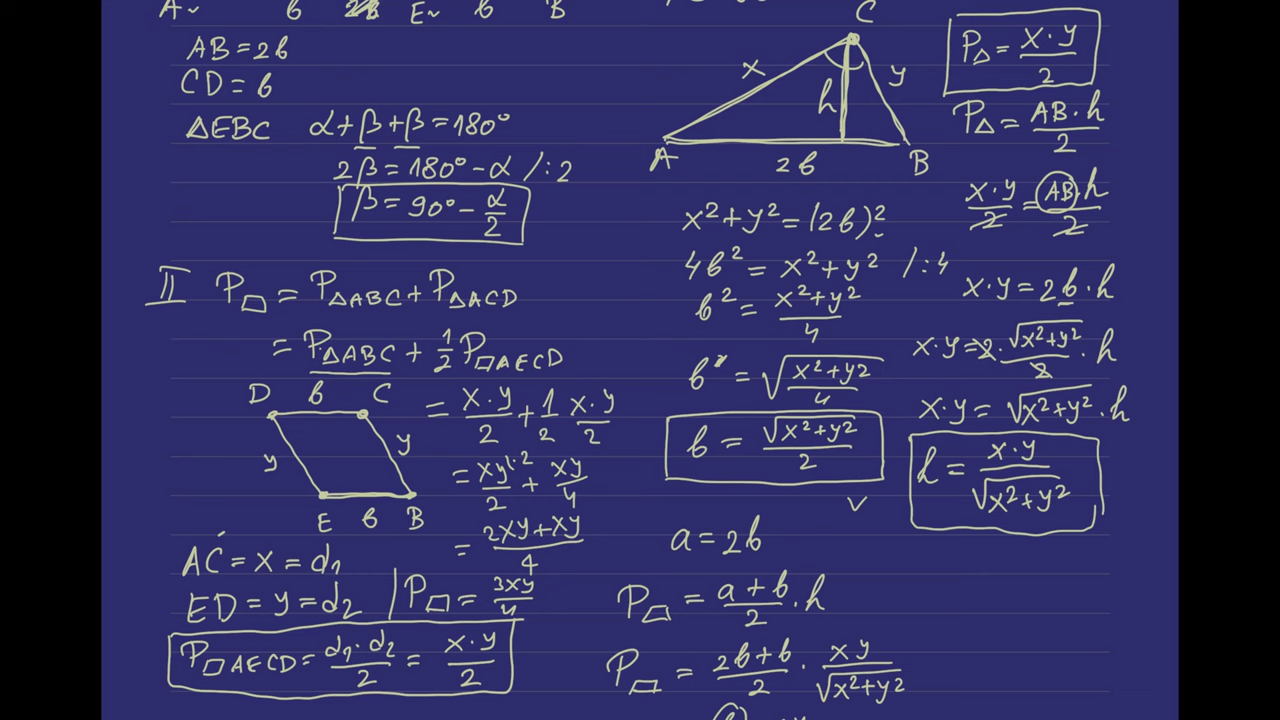 AB = 2b
CD = b
ΔEBC α+β+β=180°
2β = 180° - α /:2
β = 90° - α/2
II P▱ = PΔABC + PΔACD
= PΔABC + 1/2 P▱AECD
D b C
= x·y/2 + 1/2 x·y/2
y y
= xy/2 ·2 + xy/4
E b B
= 2xy+xy/4
AC = x = d1
ED = y = d2 | P▱ = 3xy/4
P▱AECD = d1·d2/2 = x·y/2
C
x y
h
A 2b B
x² + y² = (2b)²
4b² = x² + y² /:4
b² = x²+y²/4
b = √x²+y²/4
b = √x²+y²/2
a = 2b
P▱ = a+b/2 · h
P▱ = 2b+b/2 · xy/√x²+y²
PΔ = x·y/2
PΔ = AB·h/2
x·y/2 = AB·h/2
x·y = 2b·h
x·y = 2·√x²+y²/2·h
x·y = √x²+y²·h
h = x·y/√x²+y²